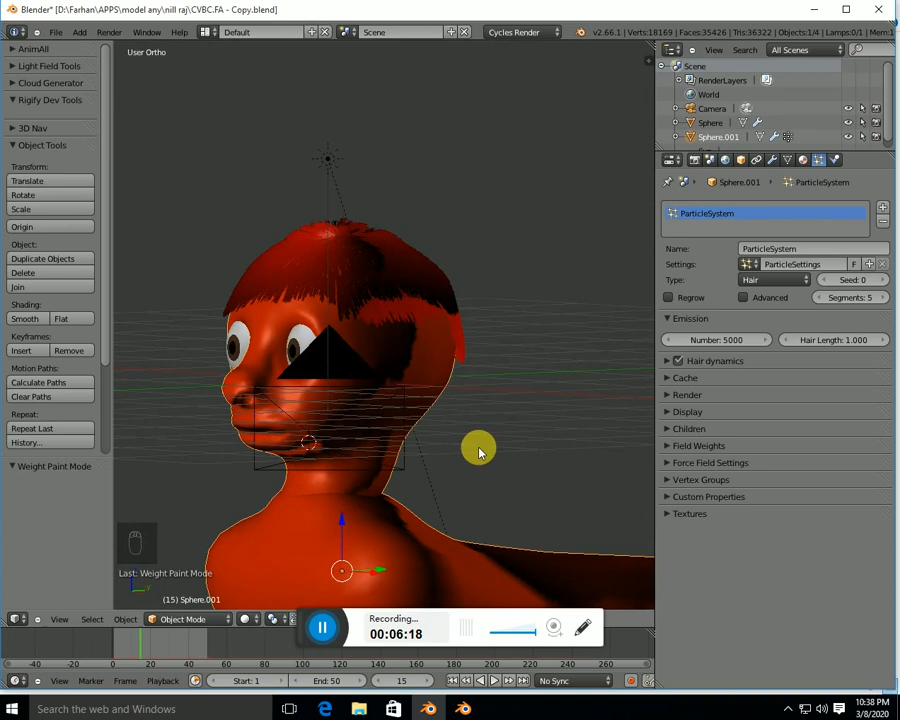 Blender* [D:\Farhan\APPS\model any\nill raj\CVBC.FA - Copy.blend]
File Add Render Window Help Default Scene Cycles Render v2.66.1 | Verts:18169 | Faces:35426 | Tris:36322 | Objects:1/4 | Lamps:0/1 | Mem:1
AnimAll
Light Field Tools
Cloud Generator
Rigify Dev Tools
3D Nav
Object Tools
Transform:
Translate
Rotate
Scale
Origin
Object:
Duplicate Objects
Delete
Join
Shading:
Smooth Flat
Keyframes:
Insert Remove
Motion Paths:
Calculate Paths
Clear Paths
Repeat:
Repeat Last
History...
Weight Paint Mode
User Ortho
Last: Weight Paint Mode
(15) Sphere.001
View Select Object Object Mode
View Search All Scenes
Scene
RenderLayers
World
Camera
Sphere
Sphere.001
Sphere.001 ParticleSystem
ParticleSystem
Name: ParticleSystem
Settings: ParticleSettings F
Type: Hair Seed: 0
Regrow Advanced Segments: 5
Emission
Number: 5000 Hair Length: 1.000
Hair dynamics
Cache
Render
Display
Children
Field Weights
Force Field Settings
Vertex Groups
Custom Properties
Textures
Recording...
00:06:18
-40 -20 0 20 40 60 80 100 120 140 160 180 200 220 240 260
View Marker Frame Playback Start: 1 End: 50 15 No Sync
Search the web and Windows
10:38 PM
3/8/2020